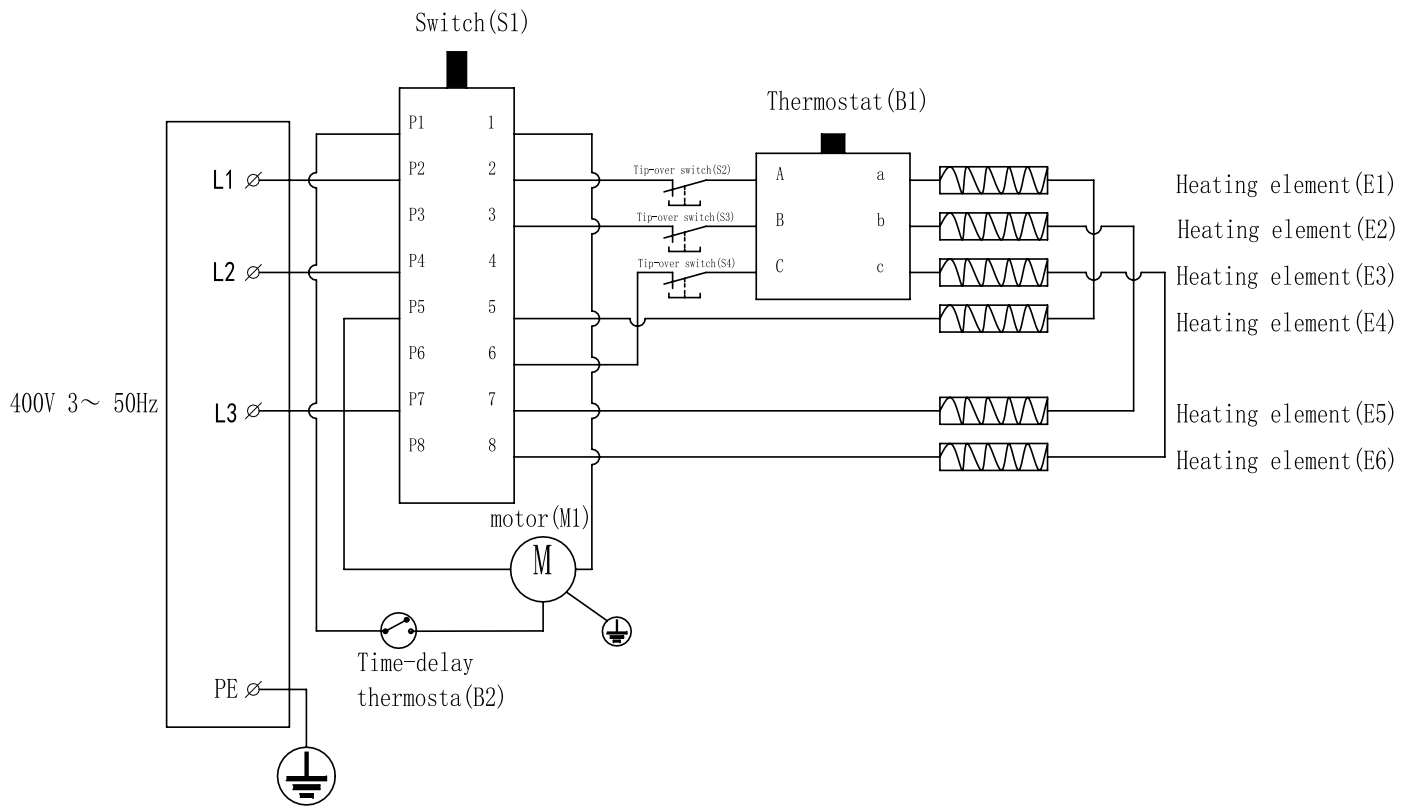 Switch(S1)
Thermostat(B1)
P1 1
P2 2
P3 3
P4 4
P5 5
P6 6
P7 7
P8 8
L1
L2
L3
PE
400V 3～ 50Hz
Tip-over switch(S2)
Tip-over switch(S3)
Tip-over switch(S4)
A a
B b
C c
Heating element(E1)
Heating element(E2)
Heating element(E3)
Heating element(E4)
Heating element(E5)
Heating element(E6)
motor(M1)
M
Time-delay
thermosta(B2)